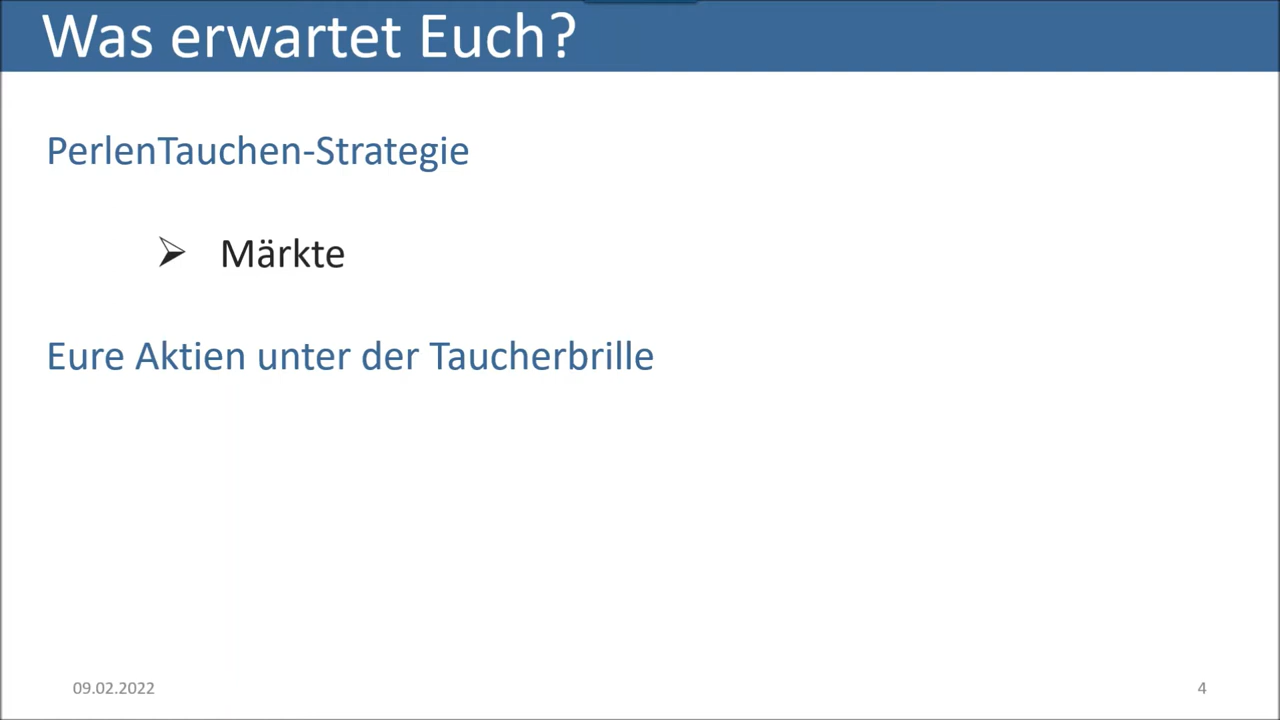 Was erwartet Euch?
PerlenTauchen-Strategie
➢ Märkte
Eure Aktien unter der Taucherbrille
09.02.2022
4